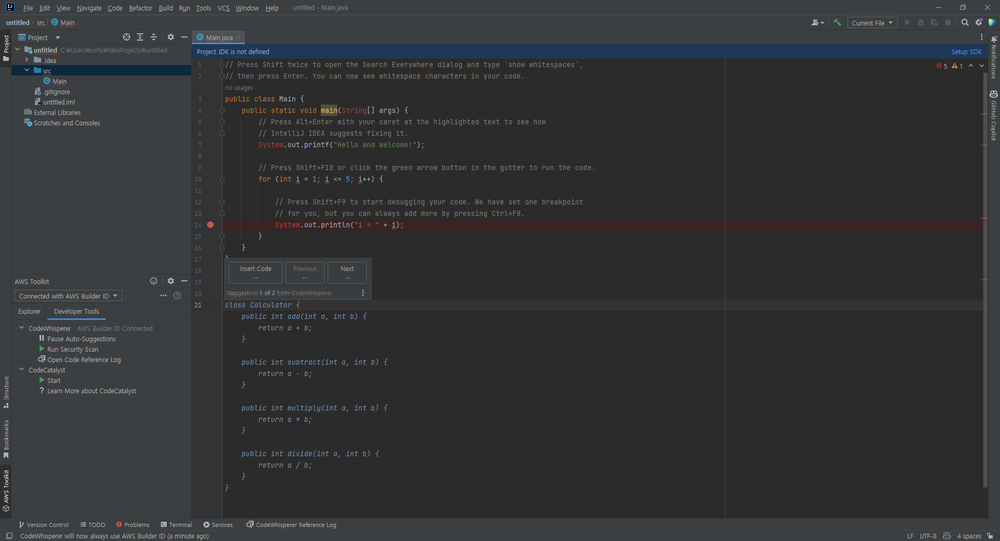 File Edit View Navigate Code Refactor Build Run Tools VCS Window Help untitled - Main.java
untitled src Main
Current File
Project
Project
Main.java
untitled C:₩Users₩softs₩IdeaProjects₩untitled
.idea
src
Main
.gitignore
untitled.iml
External Libraries
Scratches and Consoles
Project JDK is not defined
Setup SDK
5 1
1 // Press Shift twice to open the Search Everywhere dialog and type `show whitespaces`,
2 // then press Enter. You can now see whitespace characters in your code.
no usages
3 public class Main {
4 public static void main(String[] args) {
5 // Press Alt+Enter with your caret at the highlighted text to see how
6 // IntelliJ IDEA suggests fixing it.
7 System.out.printf("Hello and welcome!");
8
9 // Press Shift+F10 or click the green arrow button in the gutter to run the code.
10 for (int i = 1; i <= 5; i++) {
11
12 // Press Shift+F9 to start debugging your code. We have set one breakpoint
13 // for you, but you can always add more by pressing Ctrl+F8.
14 System.out.println("i = " + i);
15 }
16 }
17 }
18
19
20
Insert Code
→
Previous
←
Next
→
Suggestion 1 of 2 from CodeWhisperer
21 class Calculator {
public int add(int a, int b) {
return a + b;
}
public int subtract(int a, int b) {
return a - b;
}
public int multiply(int a, int b) {
return a * b;
}
public int divide(int a, int b) {
return a / b;
}
}
AWS Toolkit
Connected with AWS Builder ID
Explorer Developer Tools
CodeWhisperer AWS Builder ID Connected
Pause Auto-Suggestions
Run Security Scan
Open Code Reference Log
CodeCatalyst
Start
? Learn More about CodeCatalyst
Structure
Bookmarks
AWS Toolkit
Notifications
GitHub Copilot
Version Control TODO Problems Terminal Services CodeWhisperer Reference Log
CodeWhisperer will now always use AWS Builder ID (a minute ago)
LF UTF-8 4 spaces